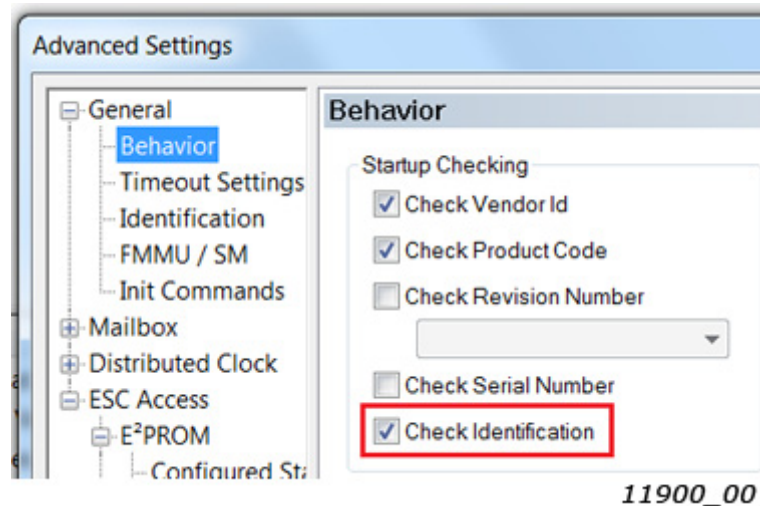 Advanced Settings
General
Behavior
Timeout Settings
Identification
FMMU / SM
Init Commands
Mailbox
Distributed Clock
ESC Access
E²PROM
Behavior
Startup Checking
Check Vendor Id
Check Product Code
Check Revision Number
Check Serial Number
Check Identification
11900_00